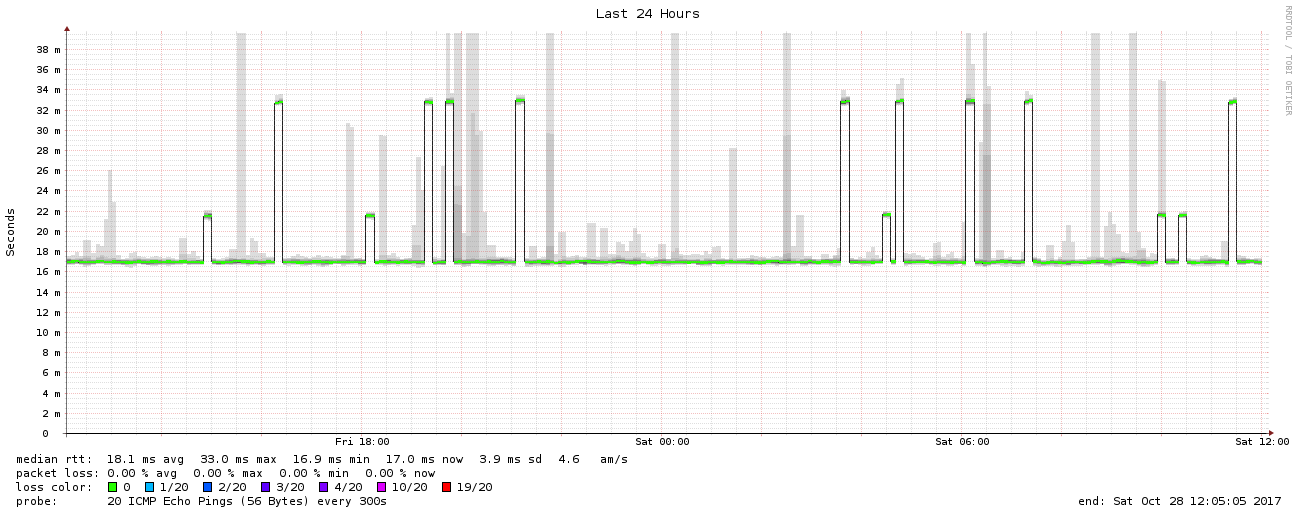 Last 24 Hours
RRDTOOL / TOBI OETIKER
Seconds
38 m
36 m
34 m
32 m
30 m
28 m
26 m
24 m
22 m
20 m
18 m
16 m
14 m
12 m
10 m
8 m
6 m
4 m
2 m
0
Fri 18:00 Sat 00:00 Sat 06:00 Sat 12:00
median rtt: 18.1 ms avg 33.0 ms max 16.9 ms min 17.0 ms now 3.9 ms sd 4.6 am/s
packet loss: 0.00 % avg 0.00 % max 0.00 % min 0.00 % now
loss color: 0 1/20 2/20 3/20 4/20 10/20 19/20
probe: 20 ICMP Echo Pings (56 Bytes) every 300s end: Sat Oct 28 12:05:05 2017